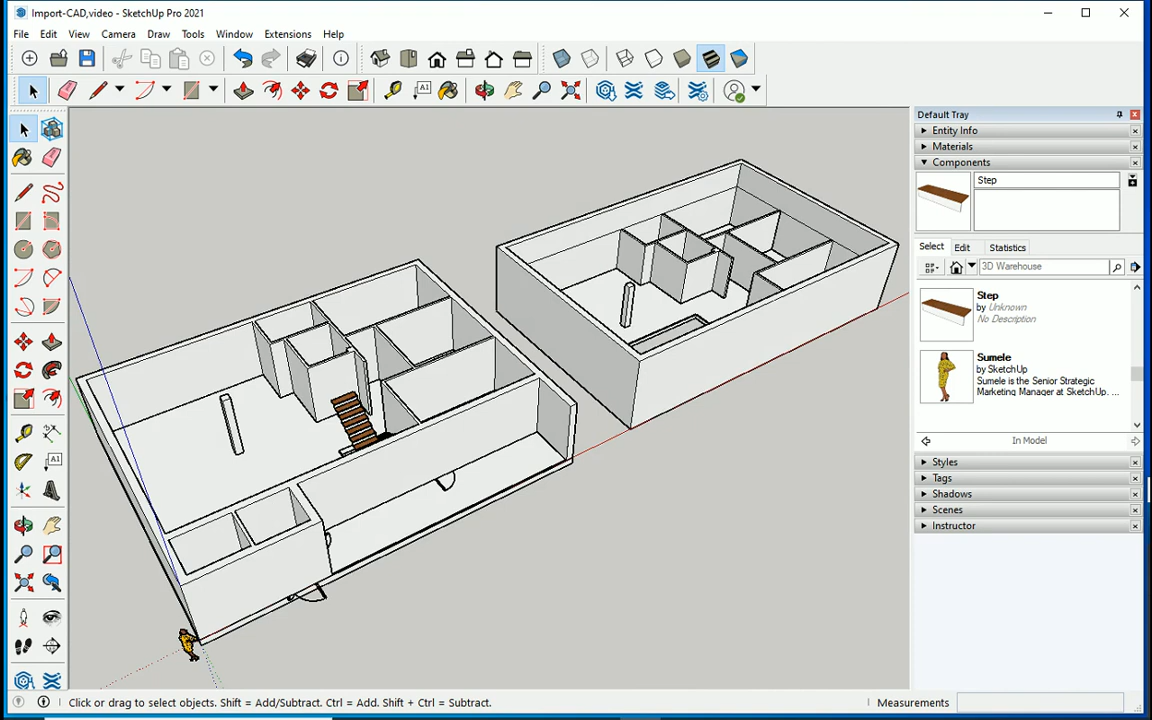 Import-CAD,video - SketchUp Pro 2021
File Edit View Camera Draw Tools Window Extensions Help
A1
Default Tray
Entity Info
Materials
Components
Step
Select Edit Statistics
3D Warehouse
Step
by Unknown
No Description
Sumele
by SketchUp
Sumele is the Senior Strategic
Marketing Manager at SketchUp. ...
In Model
A1
Styles
Tags
Shadows
Scenes
Instructor
Click or drag to select objects. Shift = Add/Subtract. Ctrl = Add. Shift + Ctrl = Subtract.
Measurements